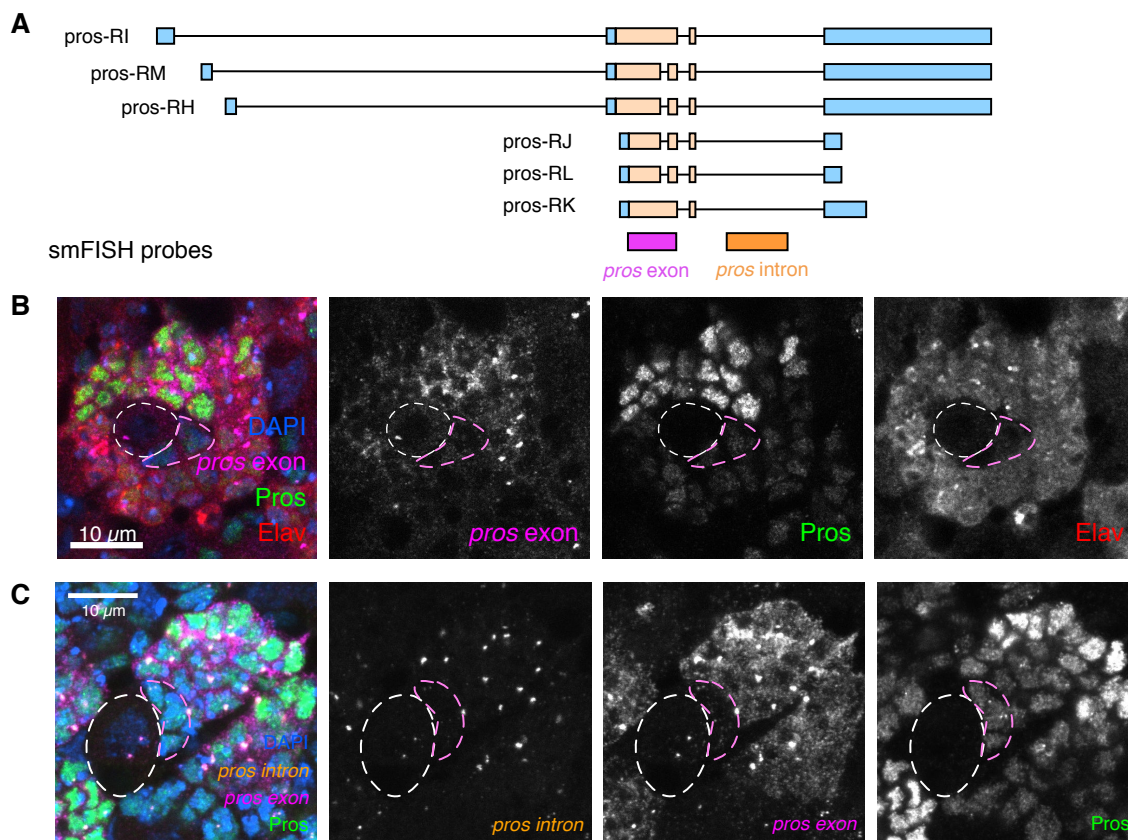 A
pros-RI
pros-RM
pros-RH
pros-RJ
pros-RL
pros-RK
smFISH probes
pros exon
pros intron
B
DAPI
pros exon
Pros
Elav
10 µm
pros exon
Pros
Elav
C
10 µm
DAPI
pros intron
pros exon
Pros
pros intron
pros exon
Pros